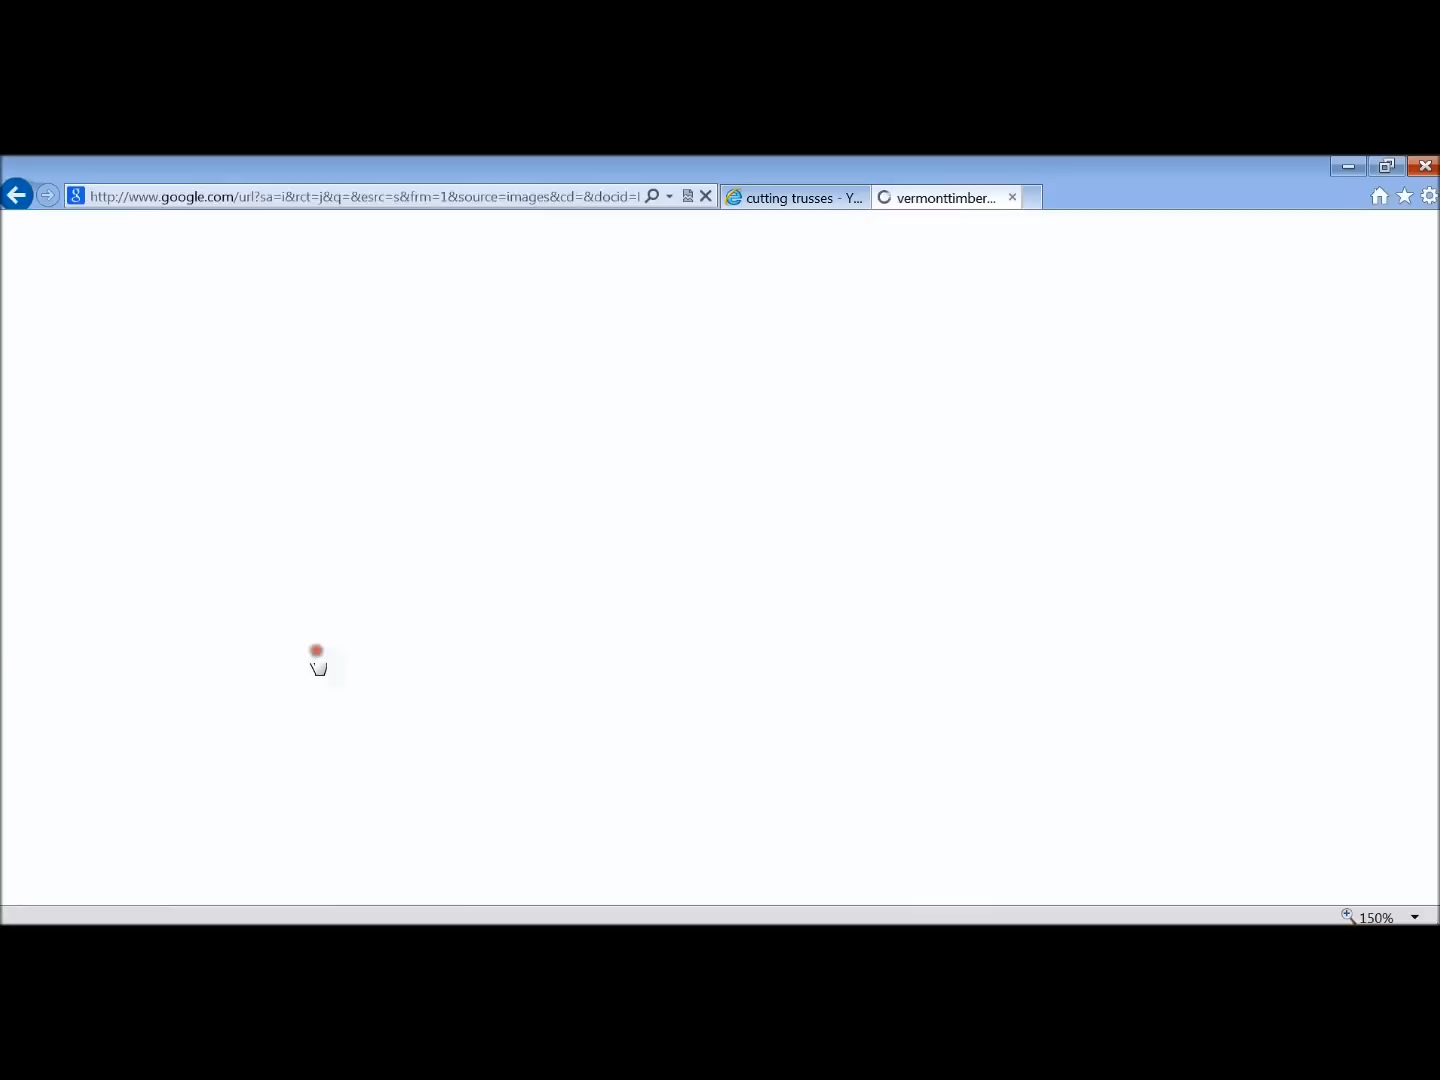 http://www.google.com/url?sa=i&rct=j&q=&esrc=s&frm=1&source=images&cd=&docid=
cutting trusses - Y...
vermonttimber...
150%